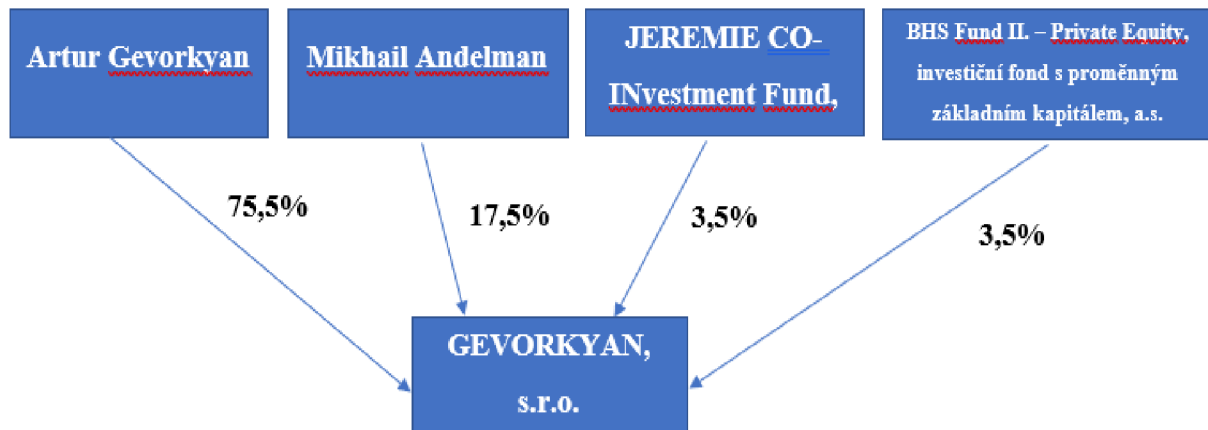 Artur Gevorkyan
Mikhail Andelman
JEREMIE CO-
INvestment Fund,
BHS Fund II. – Private Equity,
investiční fond s proměnným
základním kapitálem, a.s.
75,5%
17,5%
3,5%
3,5%
GEVORKYAN,
s.r.o.